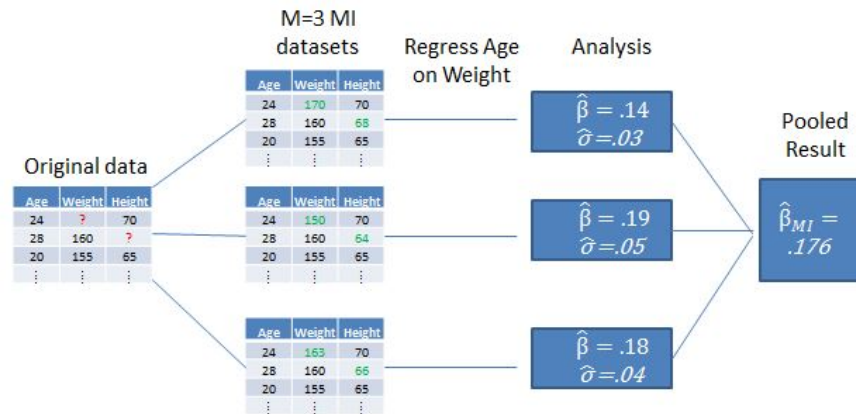 M=3 MI
datasets
Regress Age
on Weight
Analysis
Pooled
Result
Original data
Age Weight Height
24 ? 70
28 160 ?
20 155 65
⋮ ⋮ ⋮
Age Weight Height
24 170 70
28 160 68
20 155 65
⋮ ⋮ ⋮
Age Weight Height
24 150 70
28 160 64
20 155 65
⋮ ⋮ ⋮
Age Weight Height
24 163 70
28 160 66
20 155 65
⋮ ⋮ ⋮
β̂ = .14
σ̂ =.03
β̂ = .19
σ̂ =.05
β̂ = .18
σ̂ =.04
β̂MI =
.176